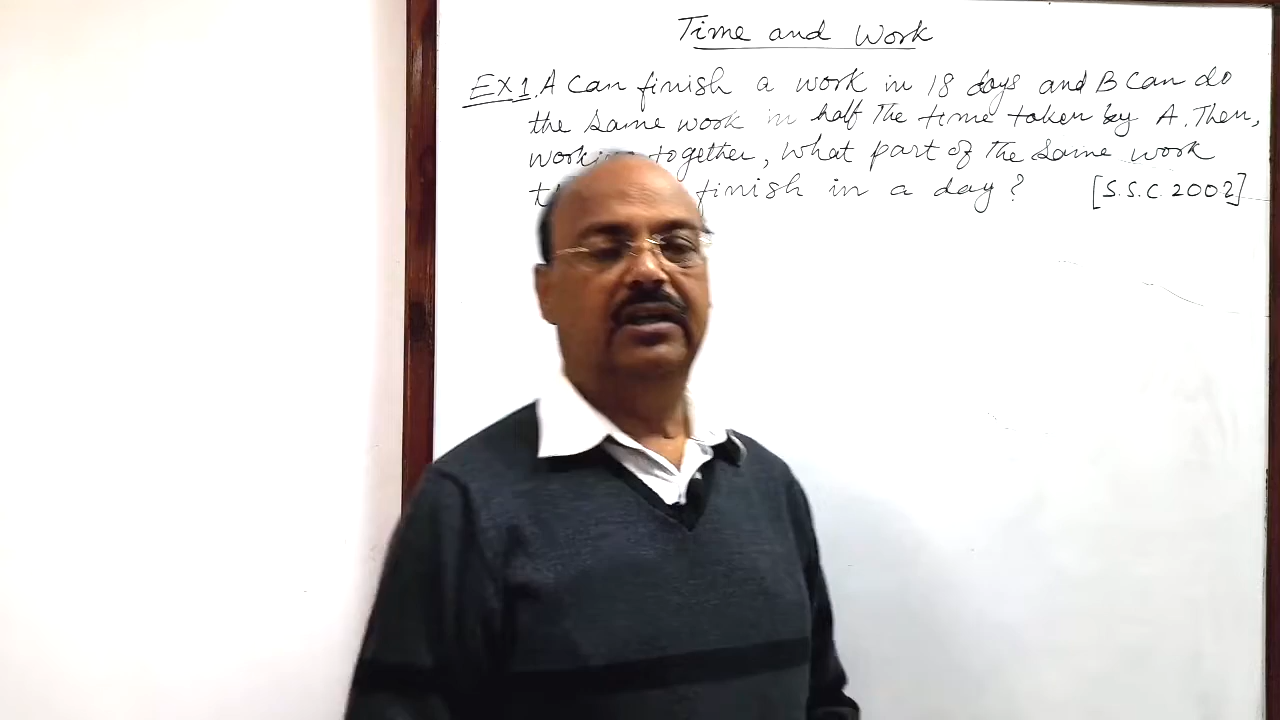 Time and Work
EX1. A can finish a work in 18 days and B can do
the same work in half The time taken by A. Then,
together, What part of The same work
finish in a day? [S.S.C. 2002]